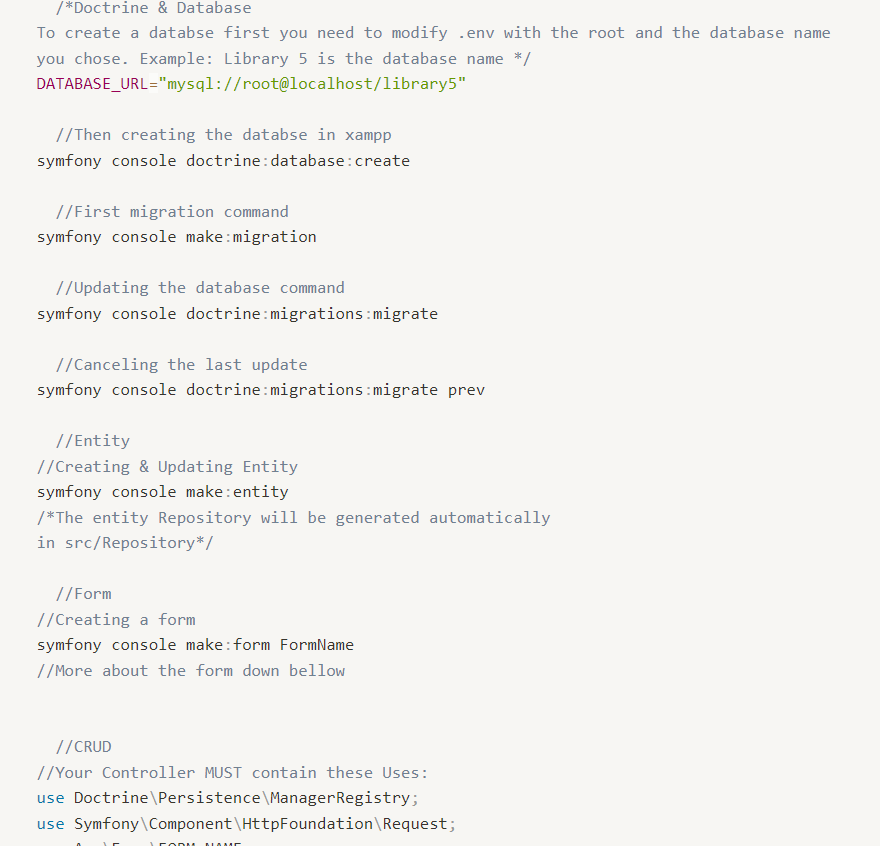 /*Doctrine & Database
To create a databse first you need to modify .env with the root and the database name
you chose. Example: Library 5 is the database name */
DATABASE_URL="mysql://root@localhost/library5"
//Then creating the databse in xampp
symfony console doctrine:database:create
//First migration command
symfony console make:migration
//Updating the database command
symfony console doctrine:migrations:migrate
//Canceling the last update
symfony console doctrine:migrations:migrate prev
//Entity
//Creating & Updating Entity
symfony console make:entity
/*The entity Repository will be generated automatically
in src/Repository*/
//Form
//Creating a form
symfony console make:form FormName
//More about the form down bellow
//CRUD
//Your Controller MUST contain these Uses:
use Doctrine\Persistence\ManagerRegistry;
use Symfony\Component\HttpFoundation\Request;